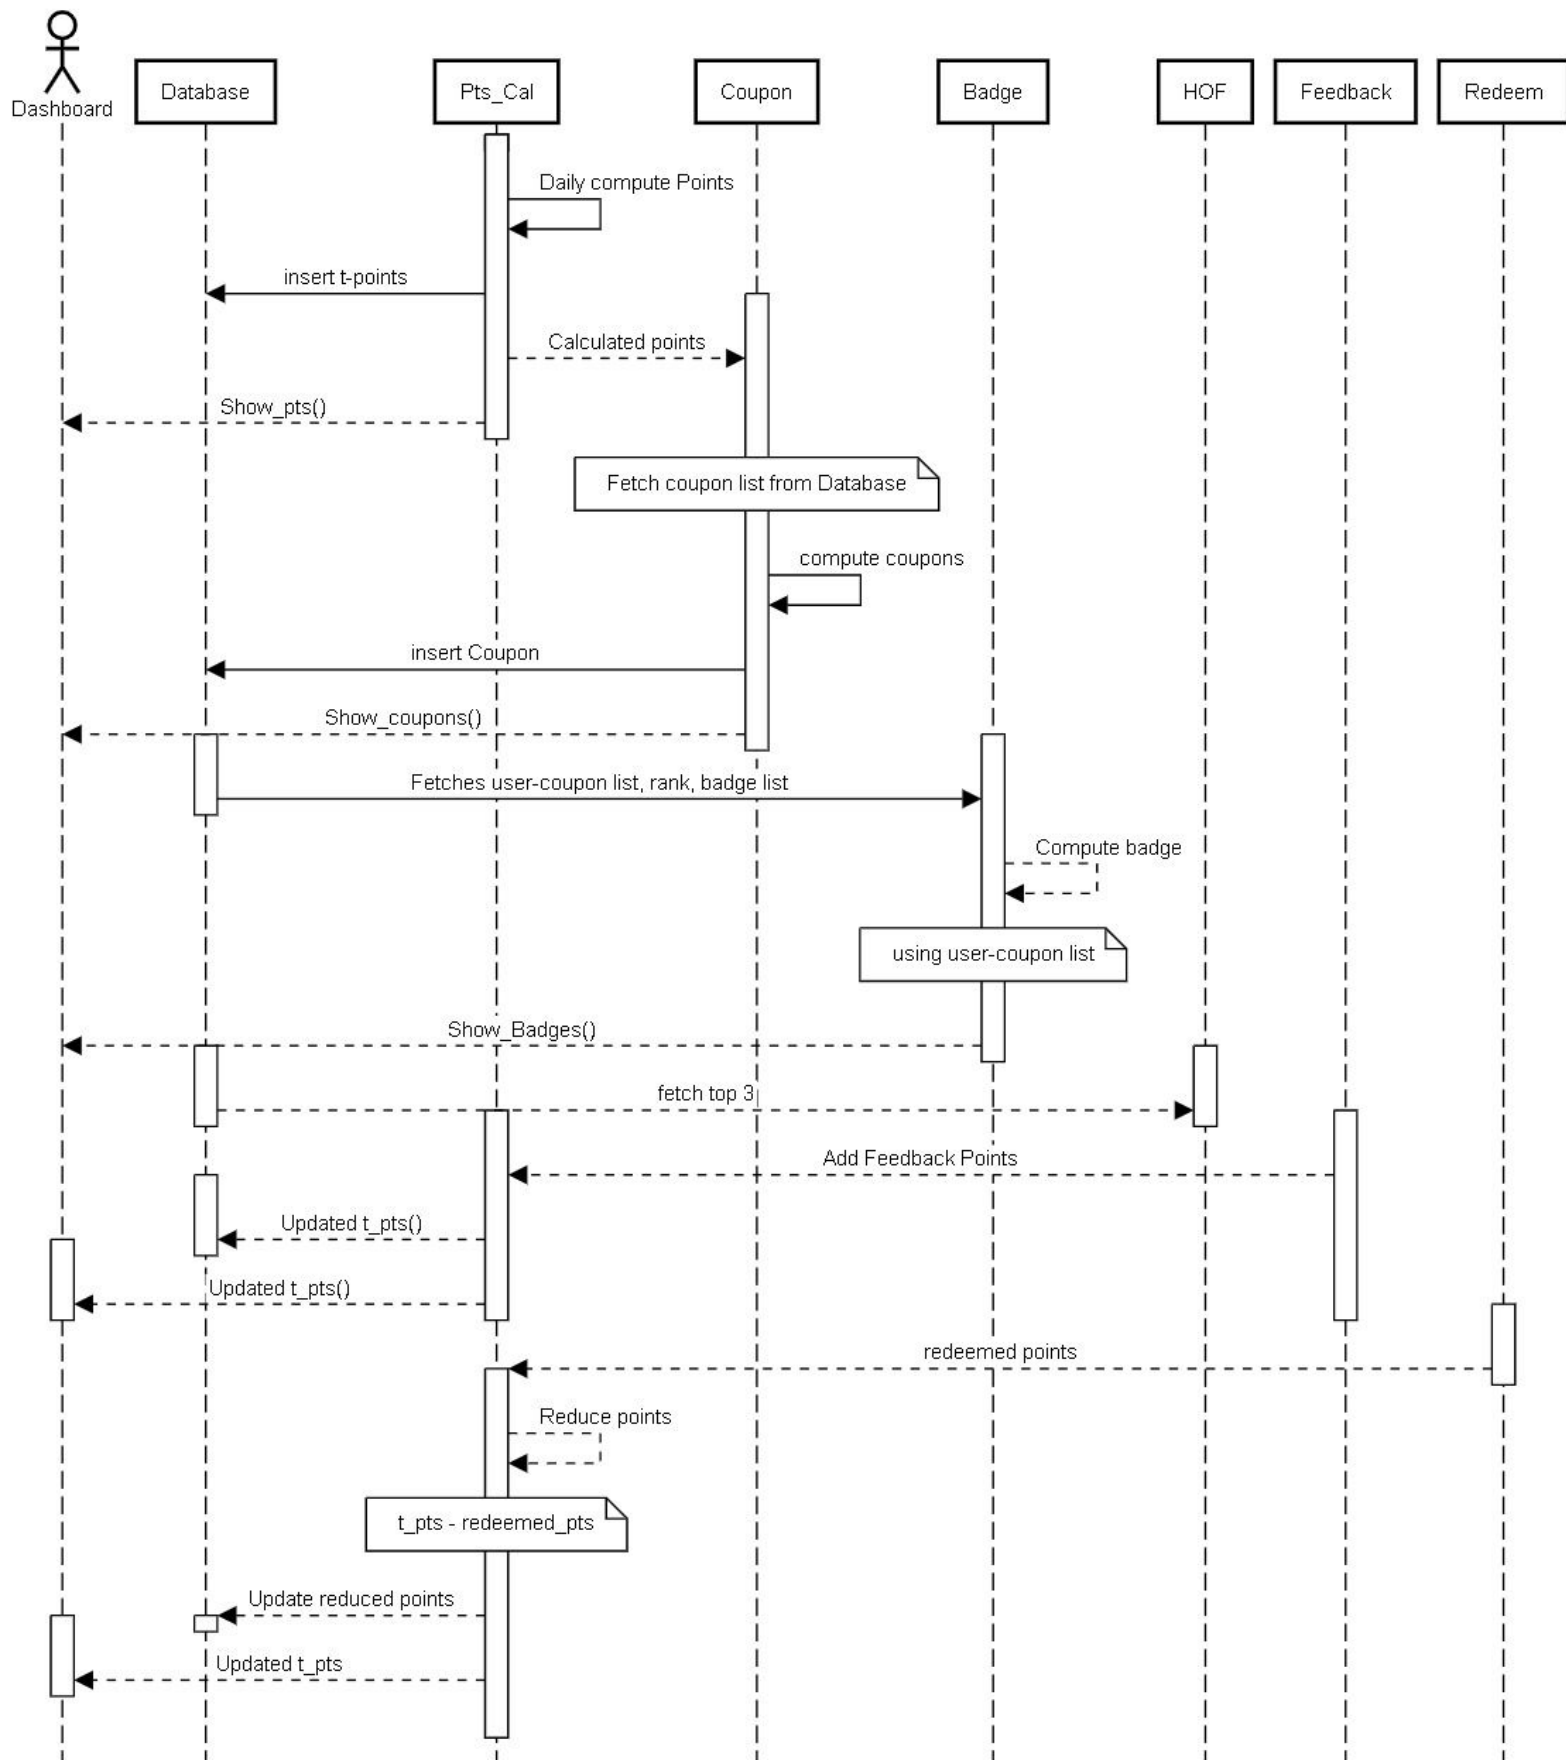 Dashboard
Database
Pts_Cal
Coupon
Badge
HOF
Feedback
Redeem
Daily compute Points
insert t-points
Calculated points
Show_pts()
Fetch coupon list from Database
compute coupons
insert Coupon
Show_coupons()
Fetches user-coupon list, rank, badge list
Compute badge
using user-coupon list
Show_Badges()
fetch top 3
Add Feedback Points
Updated t_pts()
Updated t_pts()
redeemed points
Reduce points
t_pts - redeemed_pts
Update reduced points
Updated t_pts